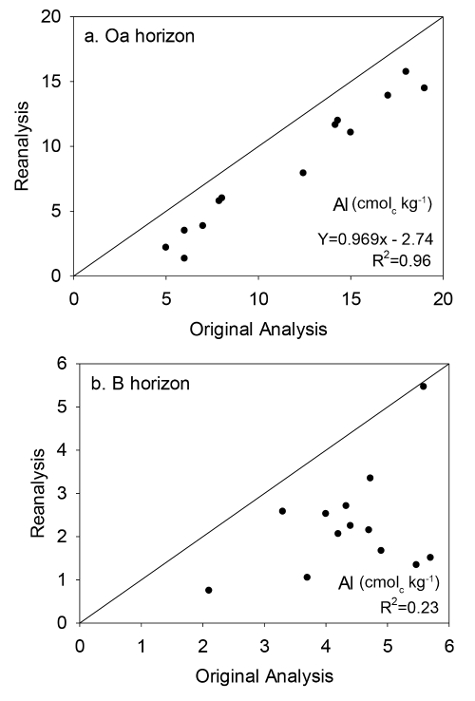 a. Oa horizon
20
15
10
5
0
Reanalysis
Al (cmolc kg-1)
Y=0.969x - 2.74
R2=0.96
0 5 10 15 20
Original Analysis
b. B horizon
6
5
4
3
2
1
0
Reanalysis
Al (cmolc kg-1)
R2=0.23
0 1 2 3 4 5 6
Original Analysis